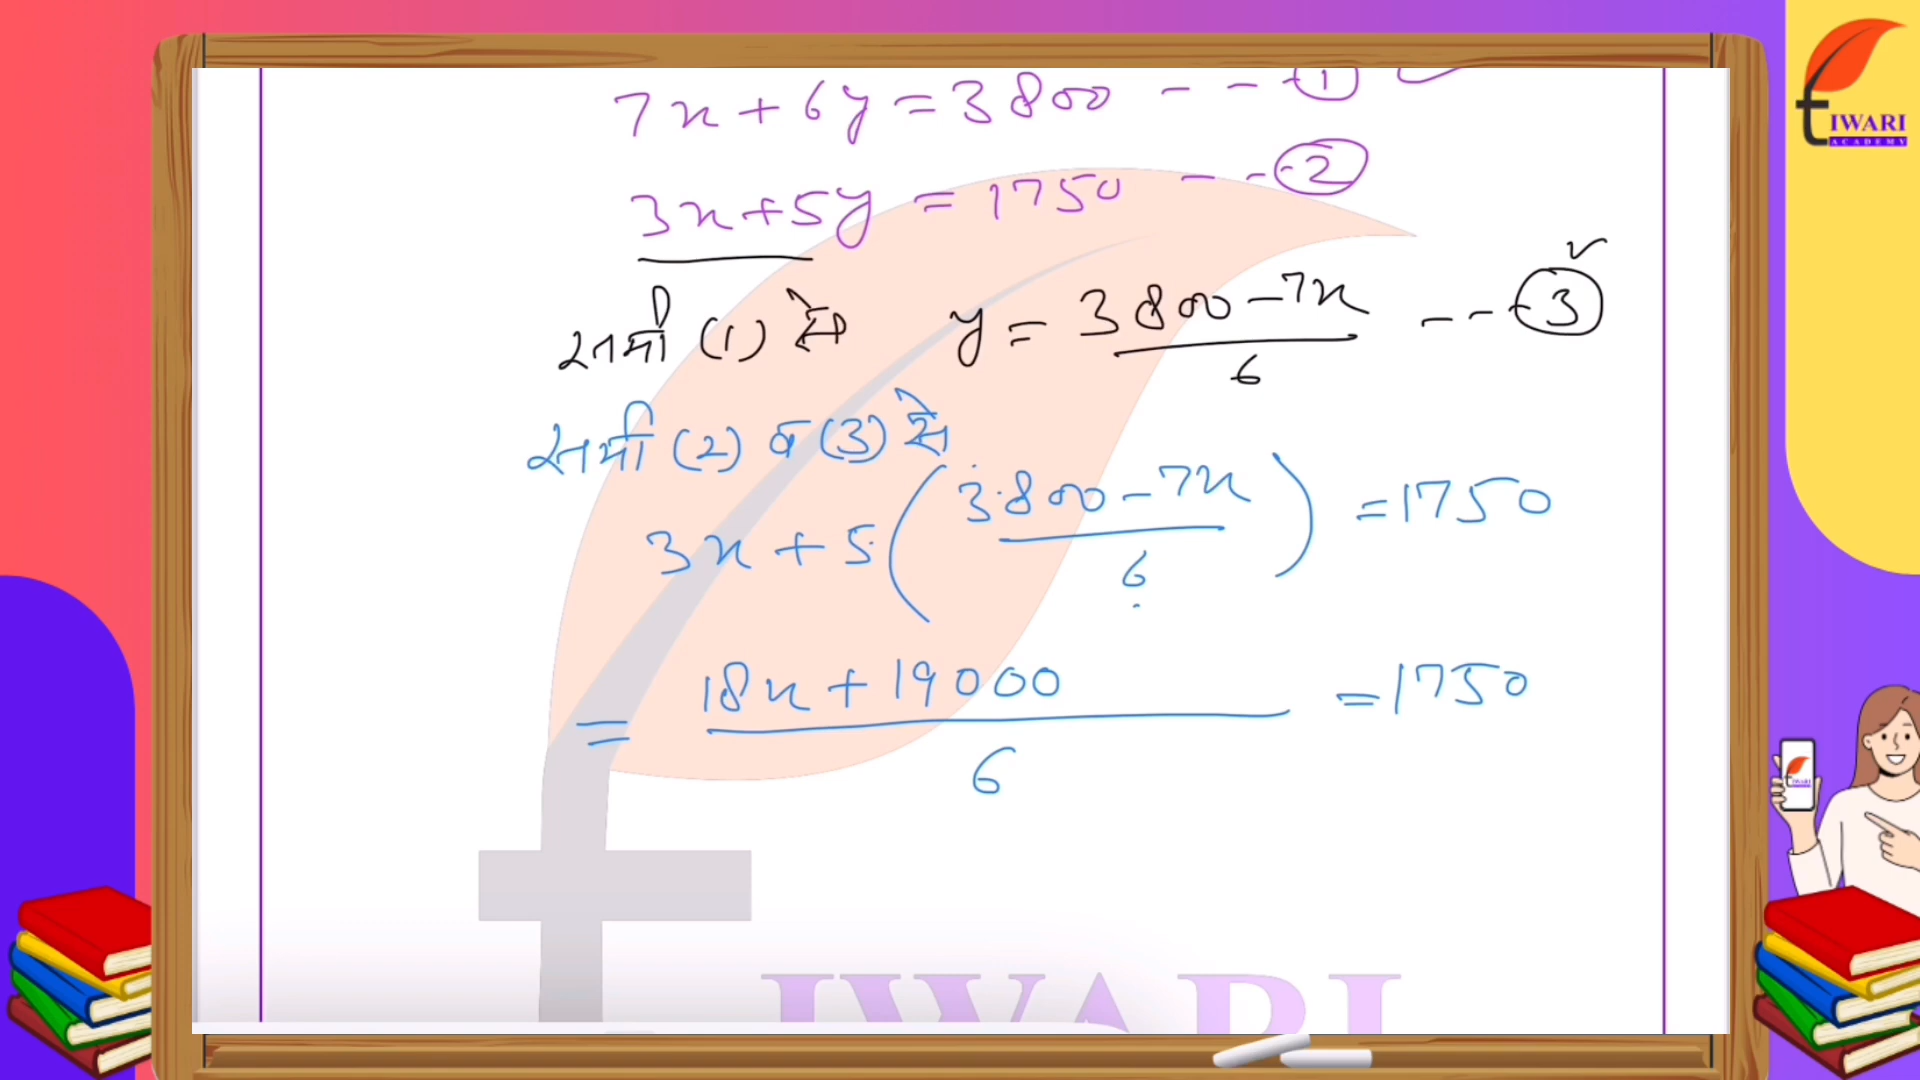 7x + 6y = 3800 --- 1
3x + 5y = 1750 --- 2
समी (1) से y = 3800 - 7x / 6 --- 3
समी (2) व (3) से
3x + 5 ( 3800 - 7x / 6 ) = 1750
= 18x + 19000 / 6 = 1750
TIWARI
ACADEMY
TIWARI